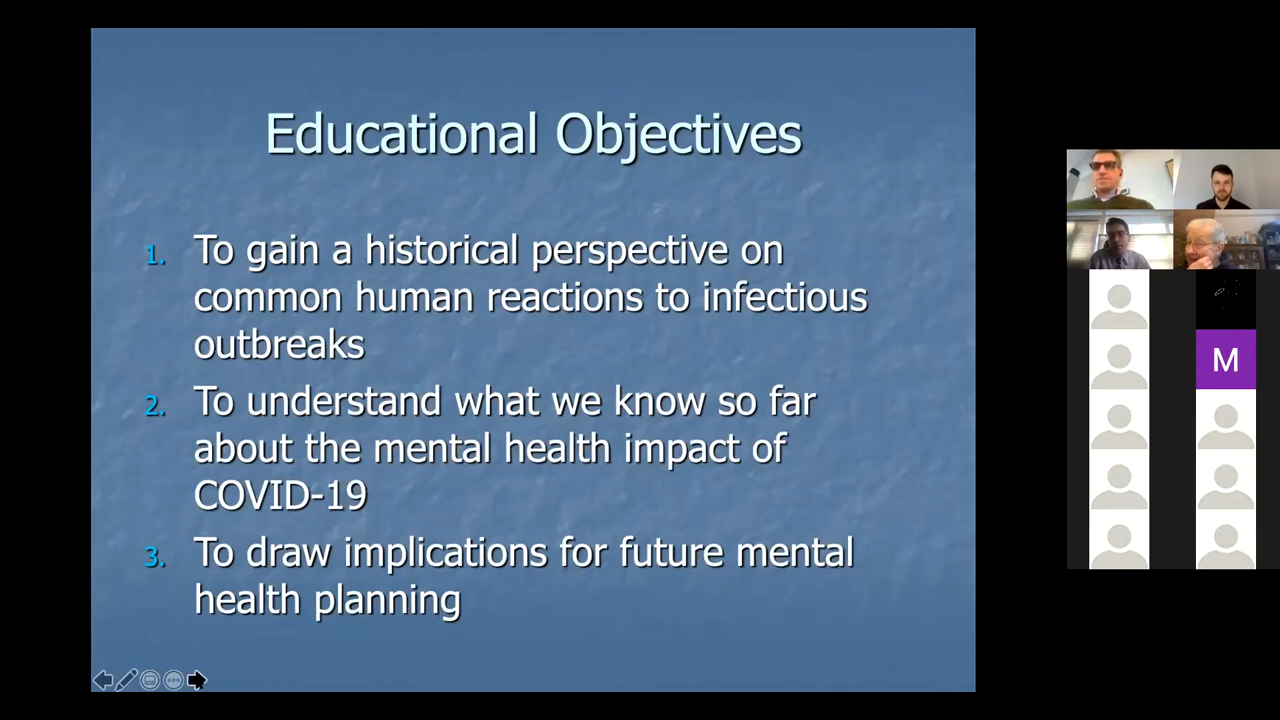 Educational Objectives
1. To gain a historical perspective on
common human reactions to infectious
outbreaks
2. To understand what we know so far
about the mental health impact of
COVID-19
3. To draw implications for future mental
health planning
M